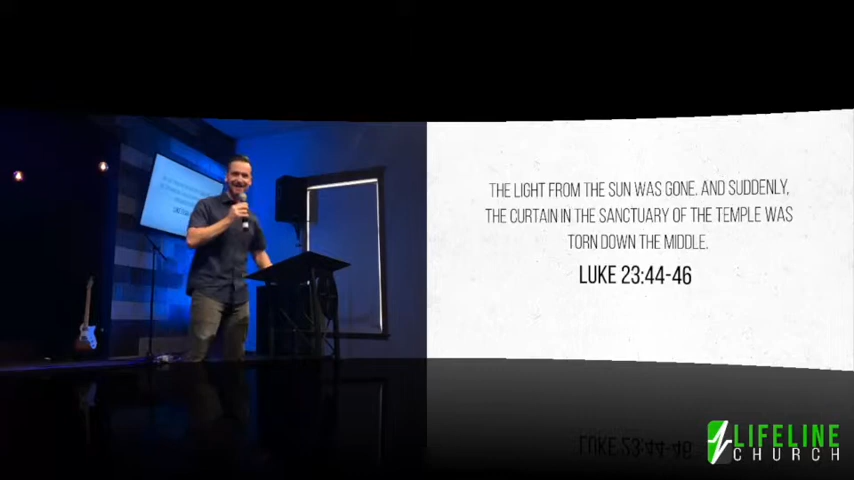 THE LIGHT FROM THE SUN WAS GONE. AND SUDDENLY,
THE CURTAIN IN THE SANCTUARY OF THE TEMPLE WAS
TORN DOWN THE MIDDLE.
LUKE 23:44-46
LIFELINE
CHURCH